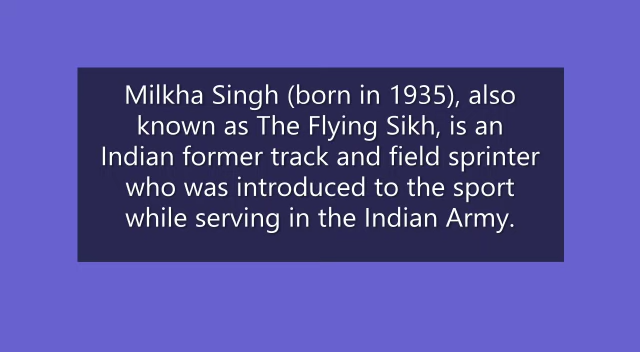 Milkha Singh (born in 1935), also
known as The Flying Sikh, is an
Indian former track and field sprinter
who was introduced to the sport
while serving in the Indian Army.